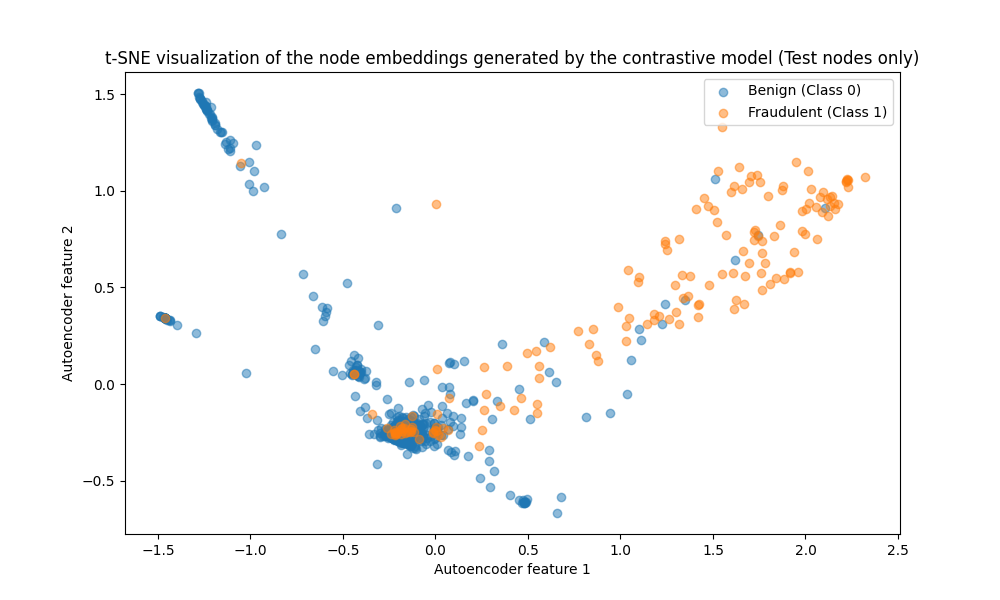 t-SNE visualization of the node embeddings generated by the contrastive model (Test nodes only)
Benign (Class 0)
Fraudulent (Class 1)
Autoencoder feature 2
1.5
1.0
0.5
0.0
−0.5
−1.5
−1.0
−0.5
0.0
0.5
1.0
1.5
2.0
2.5
Autoencoder feature 1